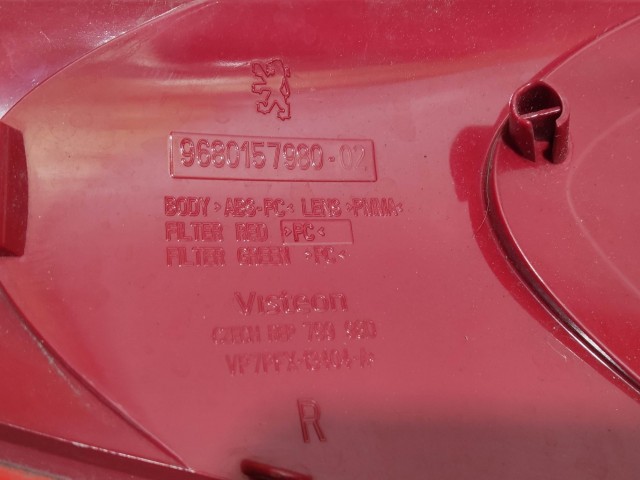 9680157980-02
BODY >ABS-PC< LENS >PMMA<
FILTER RED >PC<
FILTER GREEN >PC<
Visteon
R